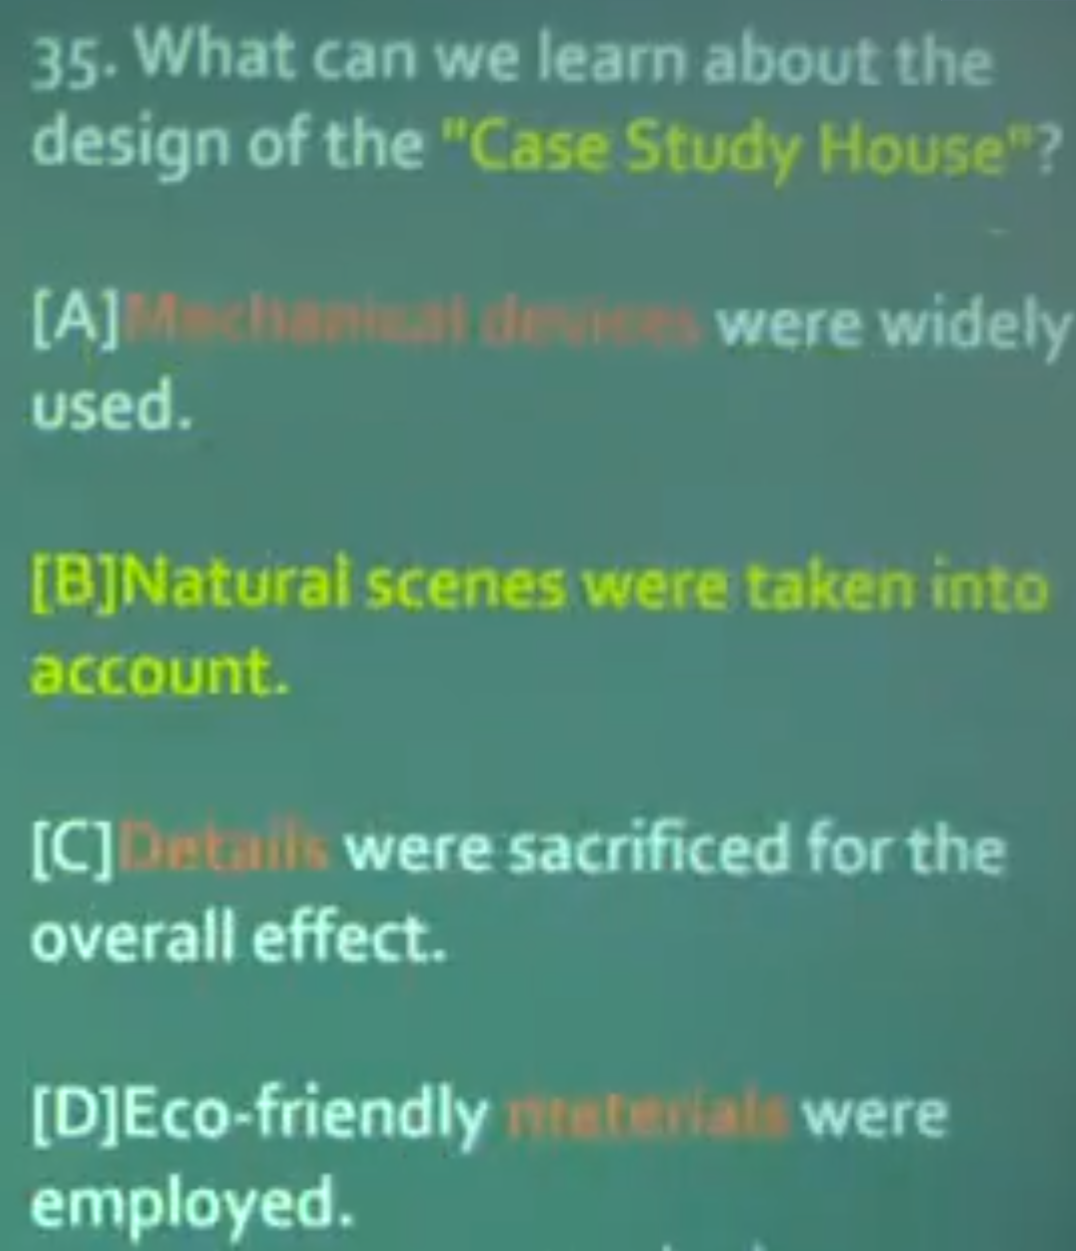 35. What can we learn about the
design of the "Case Study House"?
[A]Mechanical devices were widely
used.
[B]Natural scenes were taken into
account.
[C]Details were sacrificed for the
overall effect.
[D]Eco-friendly materials were
employed.